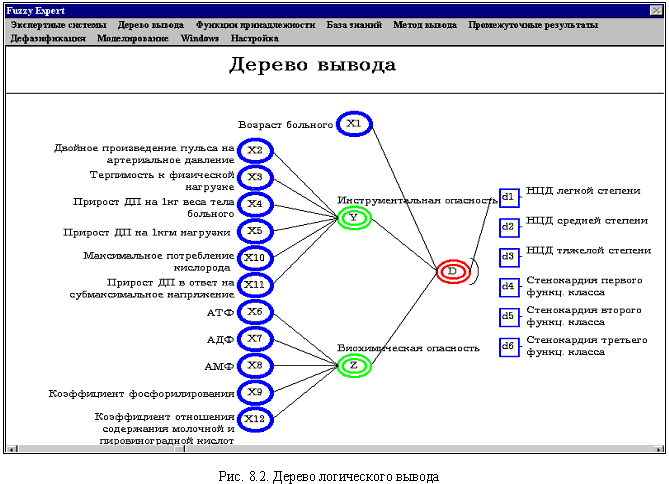 Fuzzy Expert
Экспертные системы Дерево вывода Функции принадлежности База знаний Метод вывода Промежуточные результаты
Дефазификация Моделирование Windows Настройка
Дерево вывода
Возраст больного X1
Двойное произведение пульса на
артериальное давление
X2
Терпимость к физической
нагрузке
X3
Прирост ДП на 1кг веса тела
больного
X4
Прирост ДП на 1кгм нагрузки
X5
Максимальное потребление
кислорода
X10
Прирост ДП в ответ на
субмаксимальное напряжение
X11
АТФ X6
АДФ X7
АМФ X8
Коэффициент фосфорилирования X9
Коэффициент отношения
содержания молочной и
пировиноградной кислот
X12
Инструментальная опасность
Y
Биохимическая опасность
Z
D
d1 НЦД легкой степени
d2 НЦД средней степени
d3 НЦД тяжелой степени
d4 Стенокардия первого
функц. класса
d5 Стенокардия второго
функц. класса
d6 Стенокардия третьего
функц. класса
Рис. 8.2. Дерево логического вывода